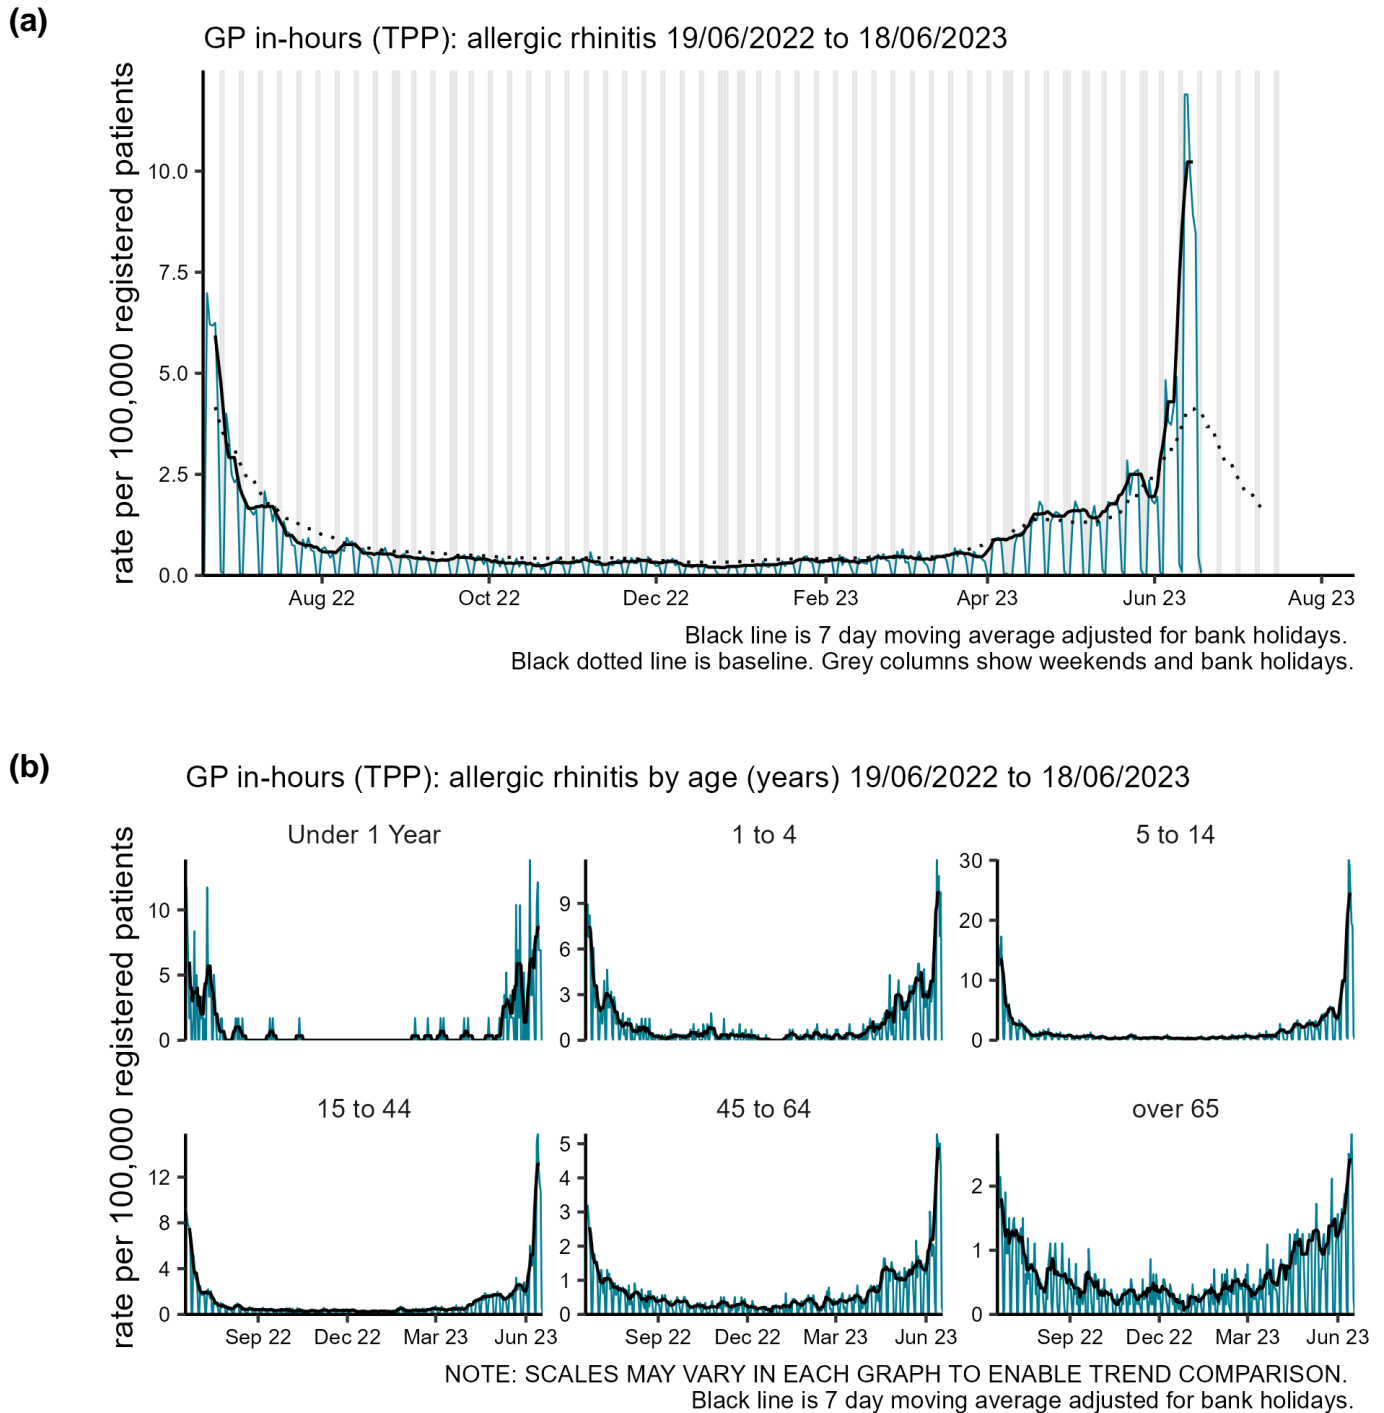 (a)
GP in-hours (TPP): allergic rhinitis 19/06/2022 to 18/06/2023
rate per 100,000 registered patients
10.0
7.5
5.0
2.5
0.0
Aug 22 Oct 22 Dec 22 Feb 23 Apr 23 Jun 23 Aug 23
Black line is 7 day moving average adjusted for bank holidays.
Black dotted line is baseline. Grey columns show weekends and bank holidays.
(b)
GP in-hours (TPP): allergic rhinitis by age (years) 19/06/2022 to 18/06/2023
rate per 100,000 registered patients
Under 1 Year
10
5
0
1 to 4
9
6
3
0
5 to 14
30
20
10
0
15 to 44
12
8
4
0
Sep 22 Dec 22 Mar 23 Jun 23
45 to 64
5
4
3
2
1
0
Sep 22 Dec 22 Mar 23 Jun 23
over 65
2
1
0
Sep 22 Dec 22 Mar 23 Jun 23
NOTE: SCALES MAY VARY IN EACH GRAPH TO ENABLE TREND COMPARISON.
Black line is 7 day moving average adjusted for bank holidays.